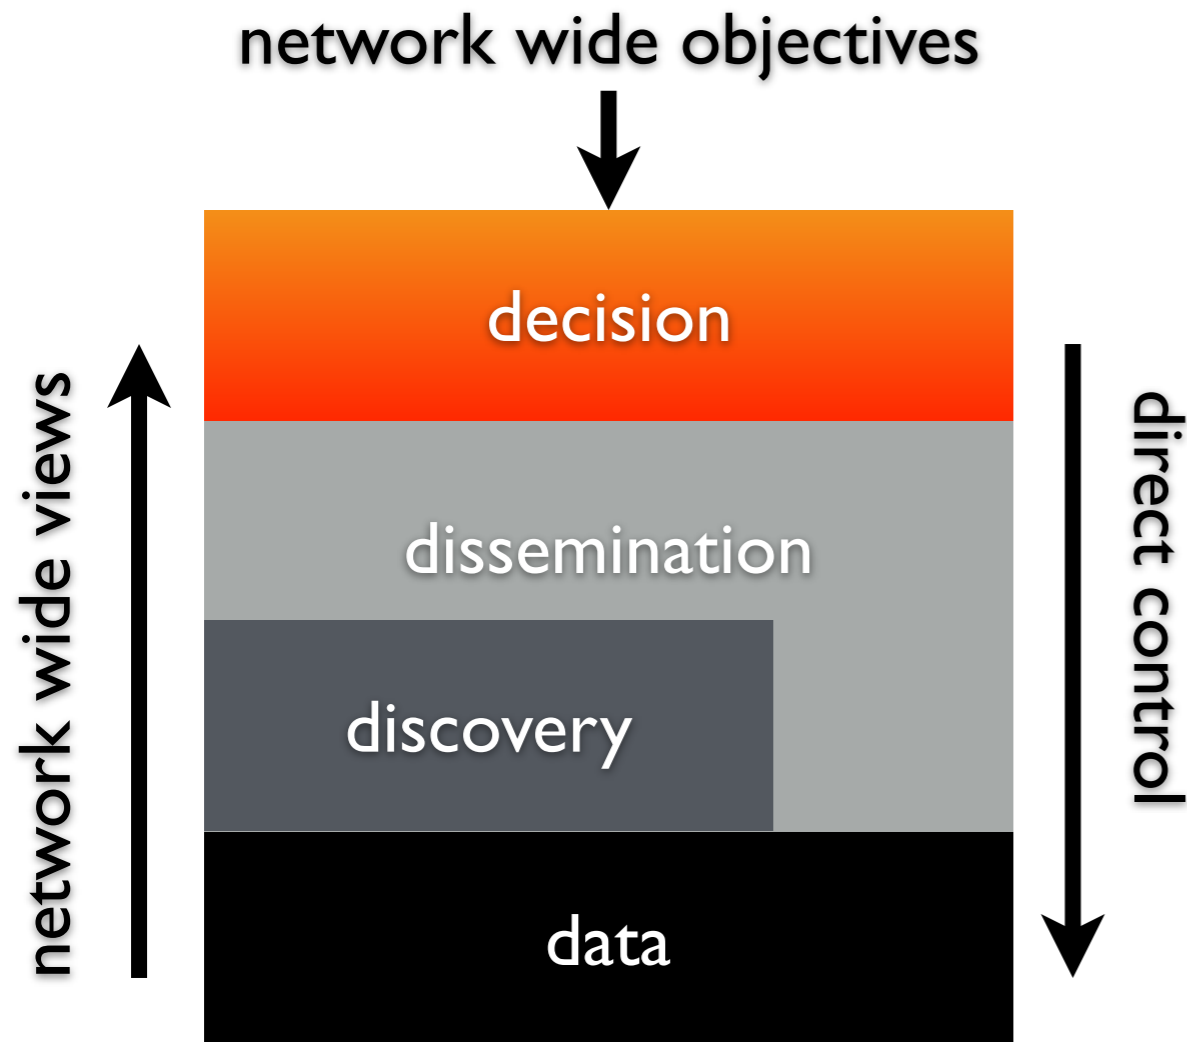 network wide objectives
decision
network wide views
direct control
dissemination
discovery
data